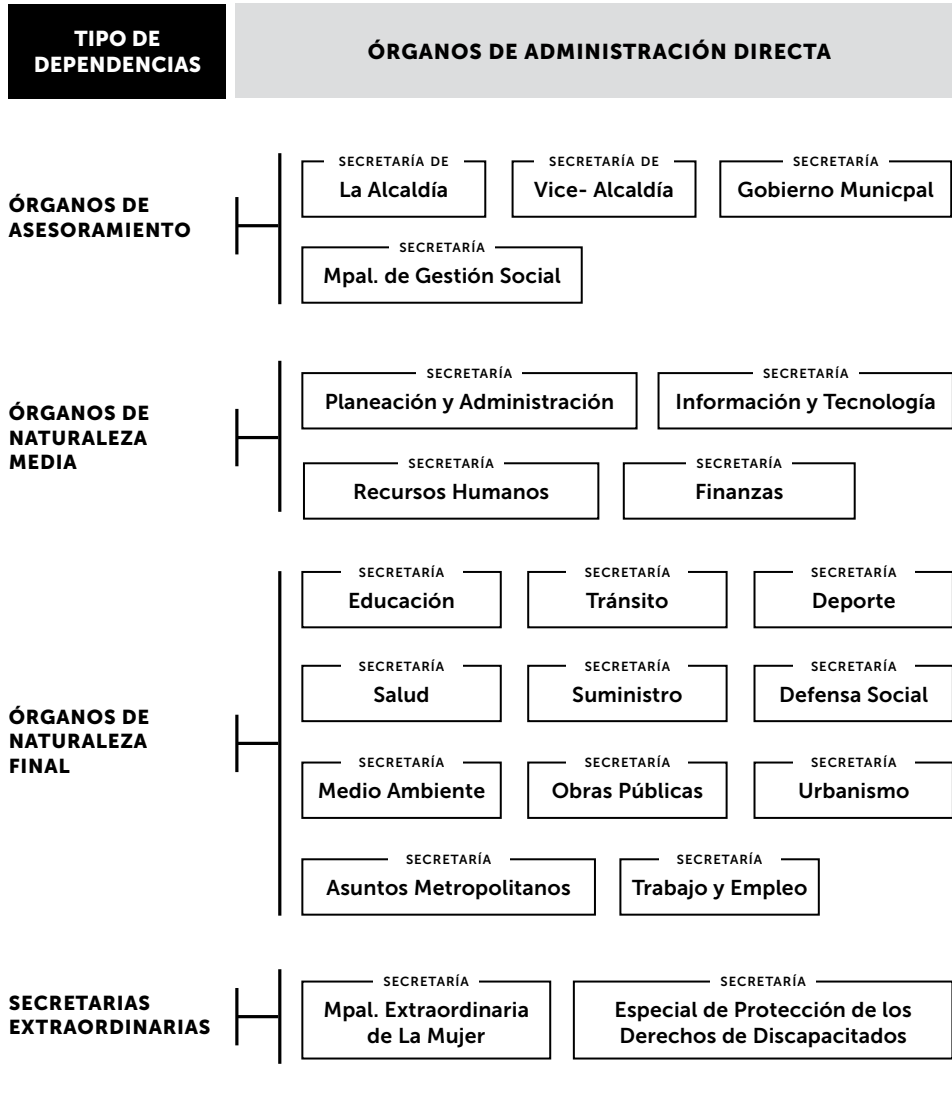 TIPO DE
DEPENDENCIAS
ÓRGANOS DE ADMINISTRACIÓN DIRECTA
ÓRGANOS DE
ASESORAMIENTO
SECRETARÍA DE
La Alcaldía
SECRETARÍA DE
Vice- Alcaldía
SECRETARÍA
Gobierno Municpal
SECRETARÍA
Mpal. de Gestión Social
ÓRGANOS DE
NATURALEZA
MEDIA
SECRETARÍA
Planeación y Administración
SECRETARÍA
Información y Tecnología
SECRETARÍA
Recursos Humanos
SECRETARÍA
Finanzas
ÓRGANOS DE
NATURALEZA
FINAL
SECRETARÍA
Educación
SECRETARÍA
Tránsito
SECRETARÍA
Deporte
SECRETARÍA
Salud
SECRETARÍA
Suministro
SECRETARÍA
Defensa Social
SECRETARÍA
Medio Ambiente
SECRETARÍA
Obras Públicas
SECRETARÍA
Urbanismo
SECRETARÍA
Asuntos Metropolitanos
SECRETARÍA
Trabajo y Empleo
SECRETARIAS
EXTRAORDINARIAS
SECRETARÍA
Mpal. Extraordinaria
de La Mujer
SECRETARÍA
Especial de Protección de los
Derechos de Discapacitados